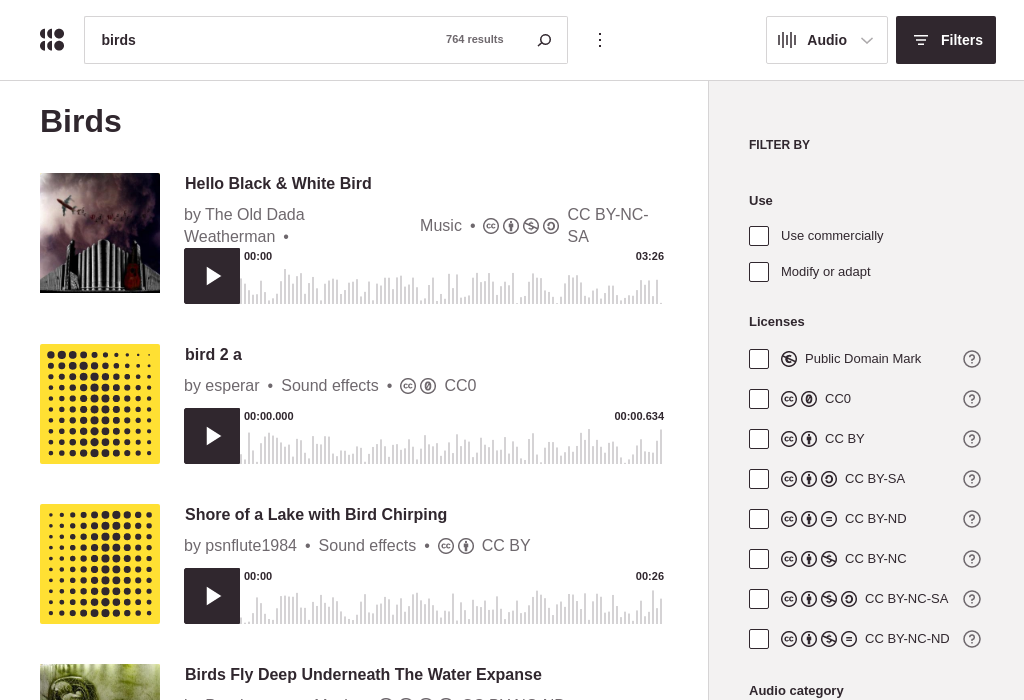 birds
764 results
Audio
Filters
Birds
Hello Black & White Bird
by The Old Dada
Weatherman •
Music •
CC BY-NC-
SA
00:00
03:26
bird 2 a
by esperar • Sound effects • CC0
00:00.000
00:00.634
Shore of a Lake with Bird Chirping
by psnflute1984 • Sound effects • CC BY
00:00
00:26
Birds Fly Deep Underneath The Water Expanse
FILTER BY
Use
Use commercially
Modify or adapt
Licenses
Public Domain Mark
CC0
CC BY
CC BY-SA
CC BY-ND
CC BY-NC
CC BY-NC-SA
CC BY-NC-ND
Audio category